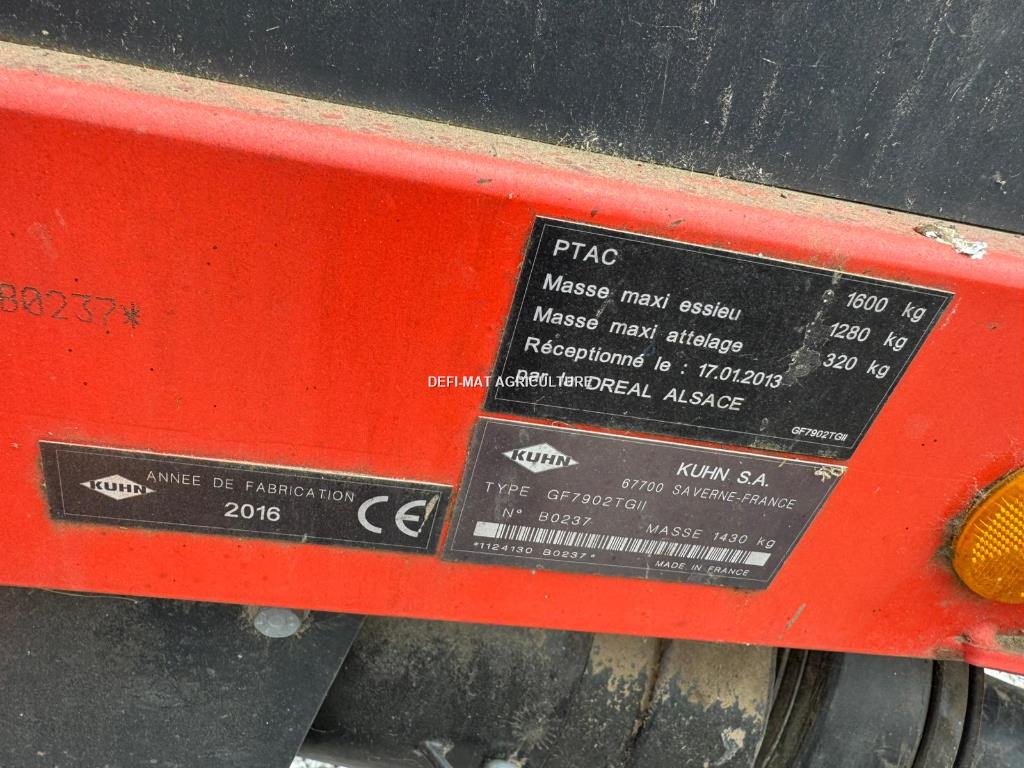 PTAC : 1600 kg
Masse maxi essieu : 1280 kg
Masse maxi attelage : 320 kg
Réceptionné le : 17.01.2013
par la DREAL ALSACE
GF7902TGII
B0237*
DEFI-MAT AGRICULTURE
KUHN
KUHN S.A.
67700 SAVERNE-FRANCE
TYPE GF7902TGII
N° B0237 MASSE 1430 kg
*1124130 B0237*
MADE IN FRANCE
KUHN
ANNEE DE FABRICATION
2016
CE